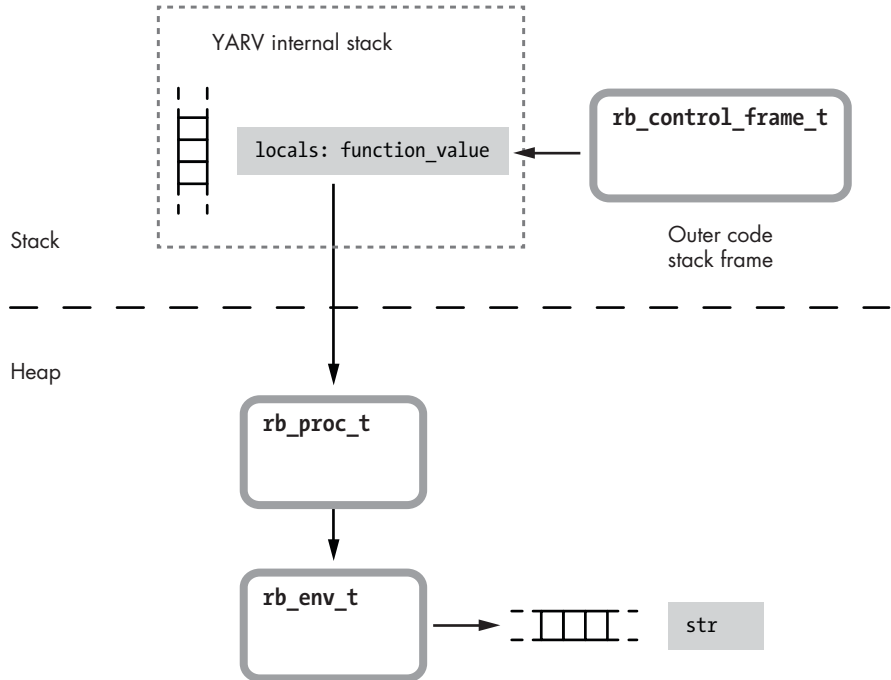 YARV internal stack
rb_control_frame_t
locals: function_value
Stack
Outer code
stack frame
Heap
rb_proc_t
rb_env_t
str